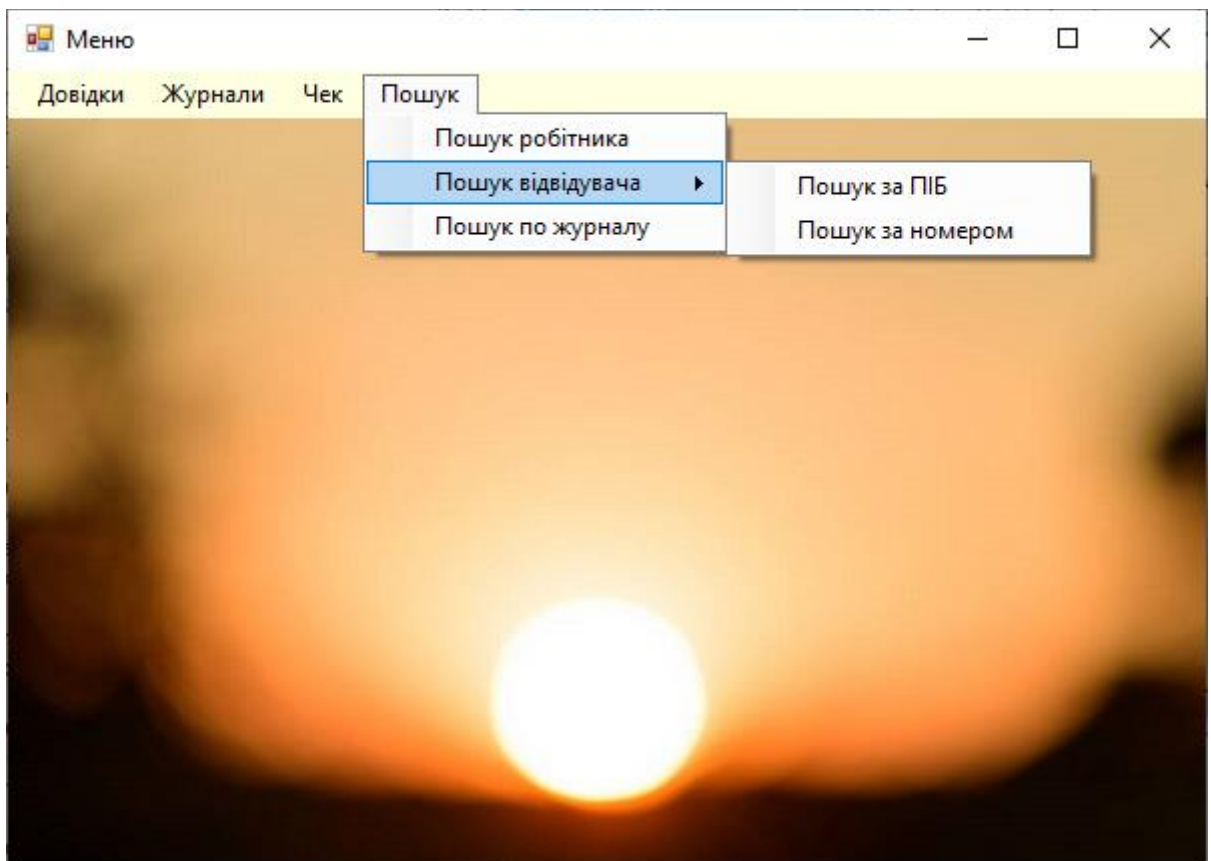 Меню
Довідки Журнали Чек Пошук
Пошук робітника
Пошук відвідувача
Пошук по журналу
Пошук за ПІБ
Пошук за номером